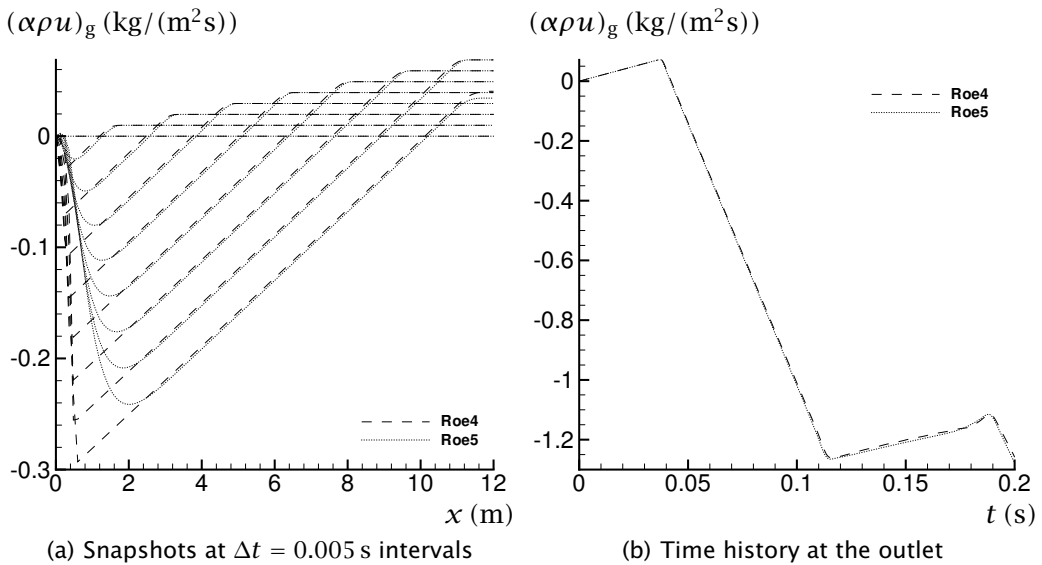 (αρu)g (kg/(m²s))
0
-0.1
-0.2
-0.3
0 2 4 6 8 10 12
Roe4
Roe5
x (m)
(a) Snapshots at Δt = 0.005 s intervals
(αρu)g (kg/(m²s))
0
-0.2
-0.4
-0.6
-0.8
-1
-1.2
0 0.05 0.1 0.15 0.2
Roe4
Roe5
t (s)
(b) Time history at the outlet